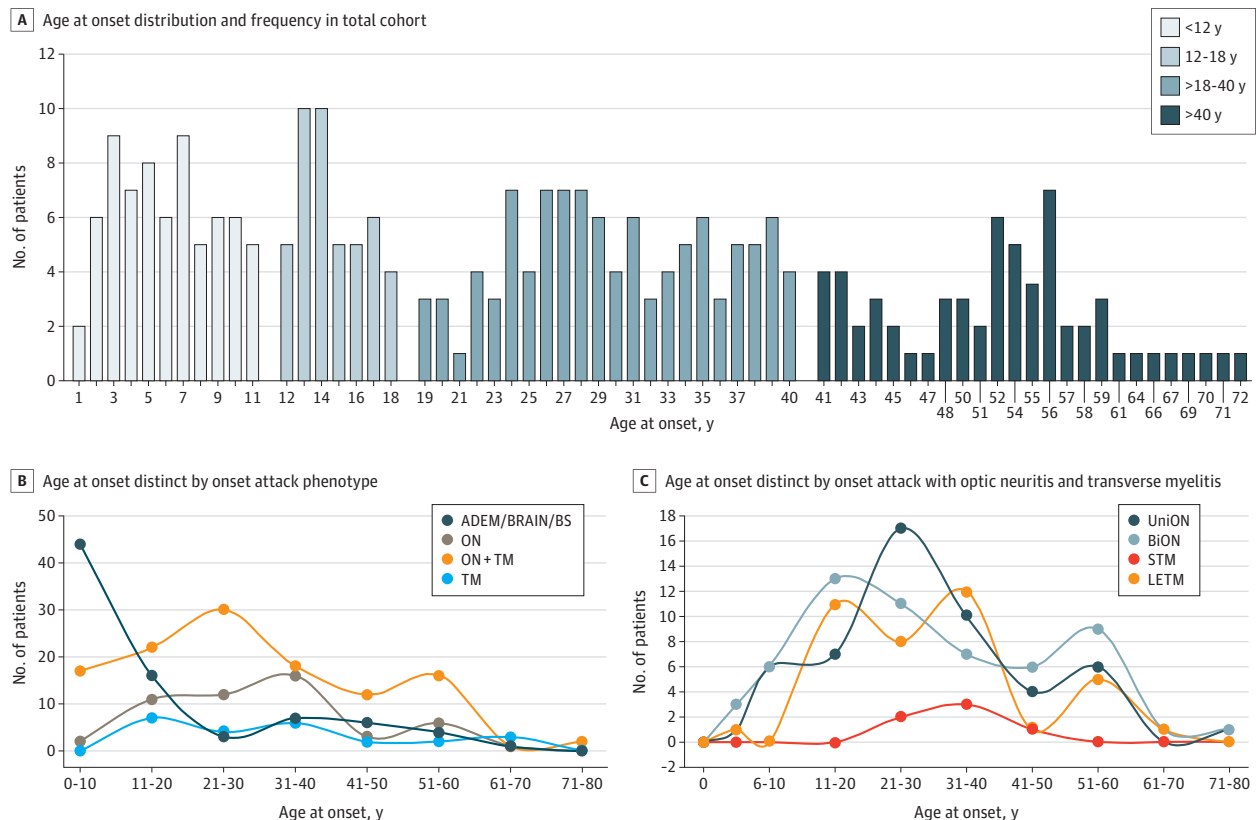 A Age at onset distribution and frequency in total cohort
<12 y
12-18 y
>18-40 y
>40 y
12
10
8
6
4
2
0
No. of patients
1 3 5 7 9 11 12 14 16 18 19 21 23 25 27 29 31 33 35 37 40 41 43 45 47 50 52 55 57 59 64 67 70 72
48 51 54 56 58 61 66 69 71
Age at onset, y
B Age at onset distinct by onset attack phenotype
50
40
30
20
10
0
No. of patients
ADEM/BRAIN/BS
ON
ON + TM
TM
0-10 11-20 21-30 31-40 41-50 51-60 61-70 71-80
Age at onset, y
C Age at onset distinct by onset attack with optic neuritis and transverse myelitis
18
16
14
12
10
8
6
4
2
0
-2
No. of patients
UniON
BiON
STM
LETM
0 6-10 11-20 21-30 31-40 41-50 51-60 61-70 71-80
Age at onset, y